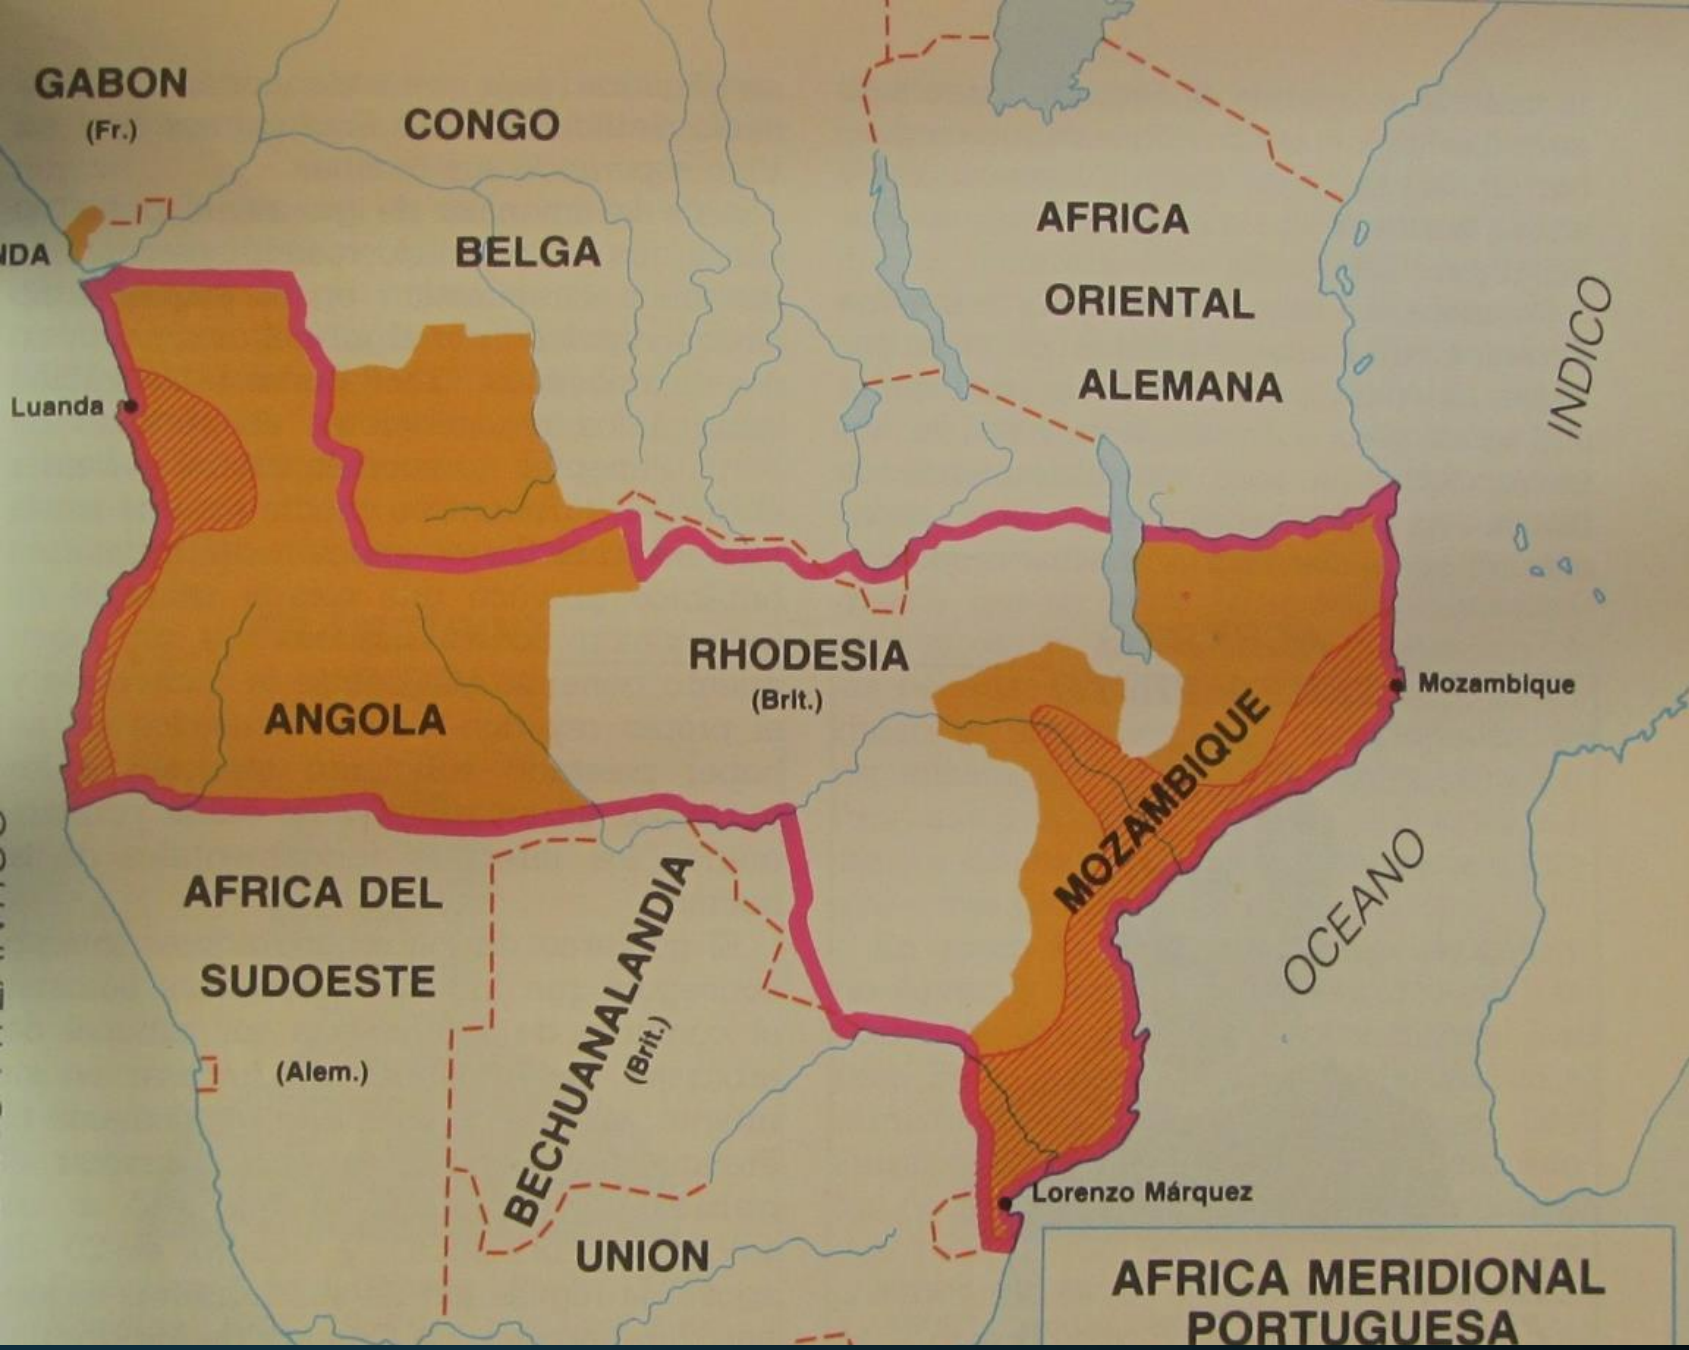 GABON
(Fr.)
CONGO
BELGA
NDA
AFRICA
ORIENTAL
ALEMANA
INDICO
Luanda
RHODESIA
(Brit.)
ANGOLA
MOZAMBIQUE
Mozambique
AFRICA DEL
SUDOESTE
(Alem.)
BECHUANALANDIA
(Brit.)
OCEANO
Lorenzo Márquez
UNION
AFRICA MERIDIONAL
PORTUGUESA